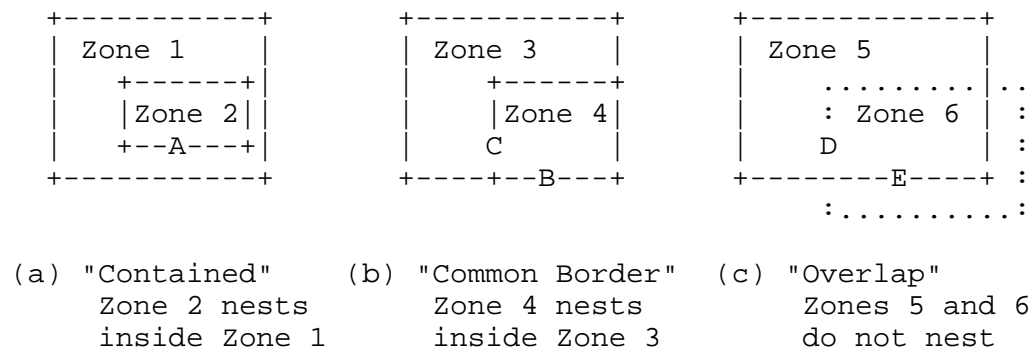 +-----------+ +-----------+ +-------------+
| Zone 1 | | Zone 3 | | Zone 5 |
| +------+| | +------+ | .........|..
| |Zone 2|| | |Zone 4| | : Zone 6 | :
| +--A---+| | C | | D | :
+-----------+ +----+--B---+ +--------E----+ :
:..........:
(a) "Contained" (b) "Common Border" (c) "Overlap"
Zone 2 nests Zone 4 nests Zones 5 and 6
inside Zone 1 inside Zone 3 do not nest